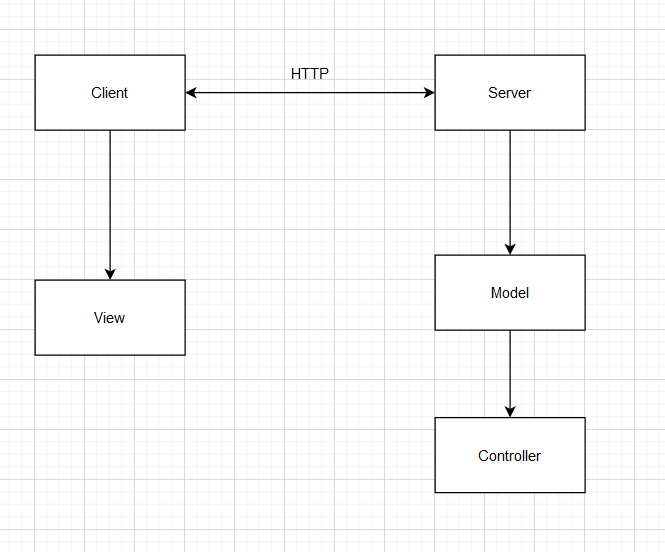 HTTP
Client
Server
Model
View
Controller